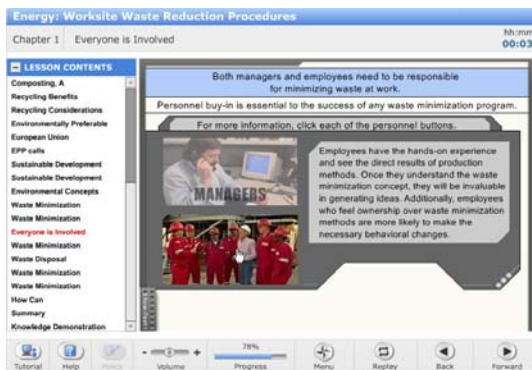 Energy: Worksite Waste Reduction Procedures
Chapter 1 Everyone is Involved
hh:mm
00:03
LESSON CONTENTS
Composting, A
Recycling Benefits
Recycling Considerations
Environmentally Preferable
European Union
EPP calls
Sustainable Development
Sustainable Development
Environmental Concepts
Waste Minimization
Waste Minimization
Everyone is Involved
Waste Minimization
Waste Disposal
Waste Minimization
Waste Minimization
How Can
Summary
Knowledge Demonstration
Both managers and employees need to be responsible
for minimizing waste at work.
Personnel buy-in is essential to the success of any waste minimization program.
For more information, click each of the personnel buttons.
MANAGERS
Employees have the hands-on experience
and see the direct results of production
methods. Once they understand the waste
minimization concept, they will be invaluable
in generating ideas. Additionally, employees
who feel ownership over waste minimization
methods are more likely to make the
necessary behavioral changes.
Tutorial
Help
Policy
- +
Volume
78%
Progress
Menu
Replay
Back
Forward